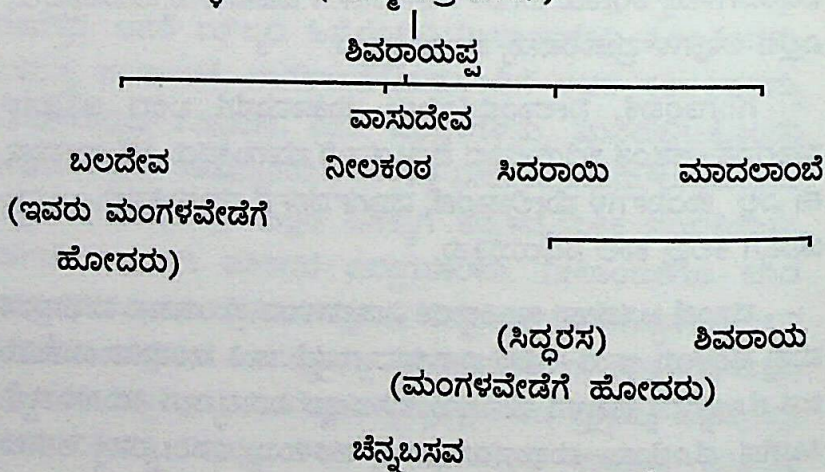 ಶಿವರಾಯಪ್ಪ
ವಾಸುದೇವ
ಬಲದೇವ ನೀಲಕಂಠ ಸಿದರಾಯಿ ಮಾದಲಾಂಬೆ
(ಇವರು ಮಂಗಳವೇಡೆಗೆ
ಹೋದರು)
(ಸಿದ್ಧರಸ) ಶಿವರಾಯ
(ಮಂಗಳವೇಡೆಗೆ ಹೋದರು)
ಚೆನ್ನಬಸವ